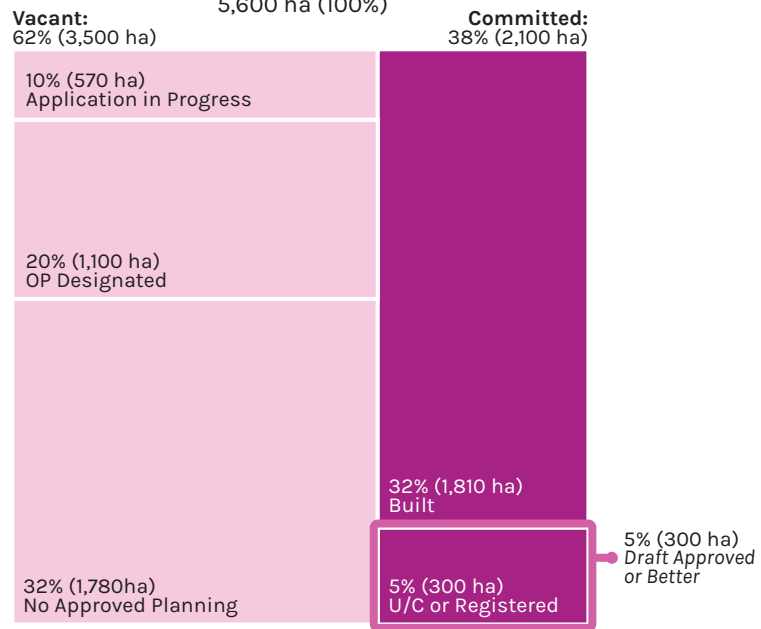 5,600 ha (100%)
Vacant:
62% (3,500 ha)
Committed:
38% (2,100 ha)
10% (570 ha)
Application in Progress
20% (1,100 ha)
OP Designated
32% (1,780ha)
No Approved Planning
32% (1,810 ha)
Built
5% (300 ha)
U/C or Registered
5% (300 ha)
Draft Approved
or Better